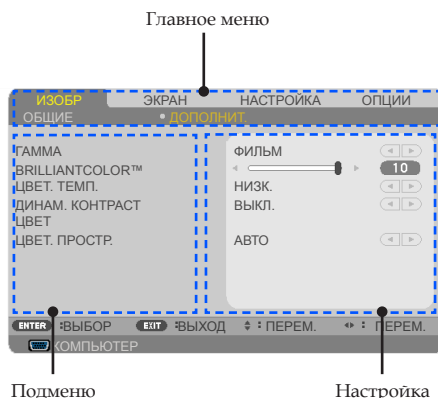 Главное меню
ИЗОБР ЭКРАН НАСТРОЙКА ОПЦИИ
ОБЩИЕ • ДОПОЛНИТ.
ГАММА ФИЛЬМ
BRILLIANTCOLOR™ 10
ЦВЕТ. ТЕМП. НИЗК.
ДИНАМ. КОНТРАСТ ВЫКЛ.
ЦВЕТ
ЦВЕТ. ПРОСТР. АВТО
ENTER :ВЫБОР EXIT :ВЫХОД : ПЕРЕМ. : ПЕРЕМ.
КОМПЬЮТЕР
Подменю Настройка